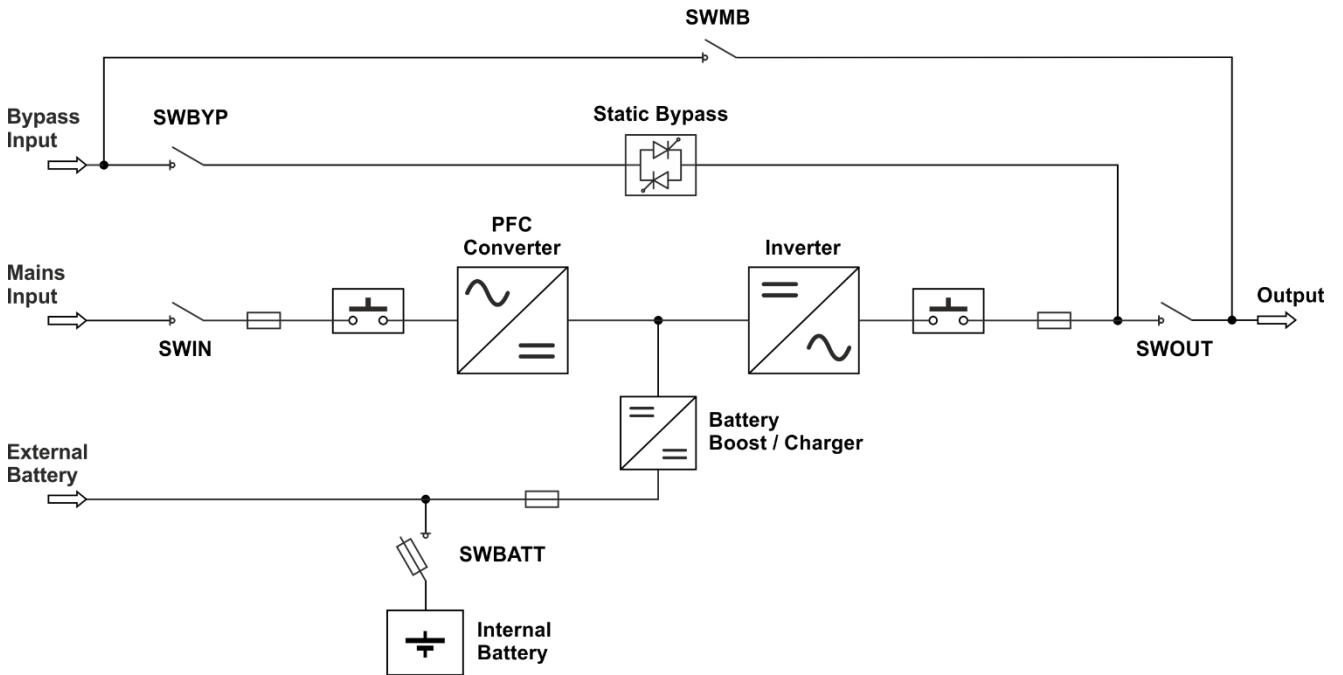 SWMB
Bypass
Input
SWBYP
Static Bypass
PFC
Converter
Inverter
Mains
Input
Output
SWIN
SWOUT
Battery
Boost / Charger
External
Battery
SWBATT
Internal
Battery